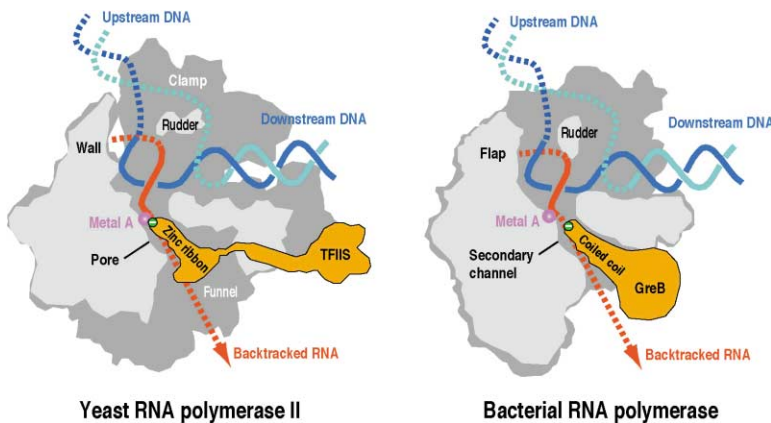 Upstream DNA
Clamp
Rudder
Downstream DNA
Wall
Metal A
Zinc ribbon
TFIIS
Pore
Funnel
Backtracked RNA
Yeast RNA polymerase II
Upstream DNA
Rudder
Downstream DNA
Flap
Metal A
Coiled coil
Secondary
channel
GreB
Backtracked RNA
Bacterial RNA polymerase